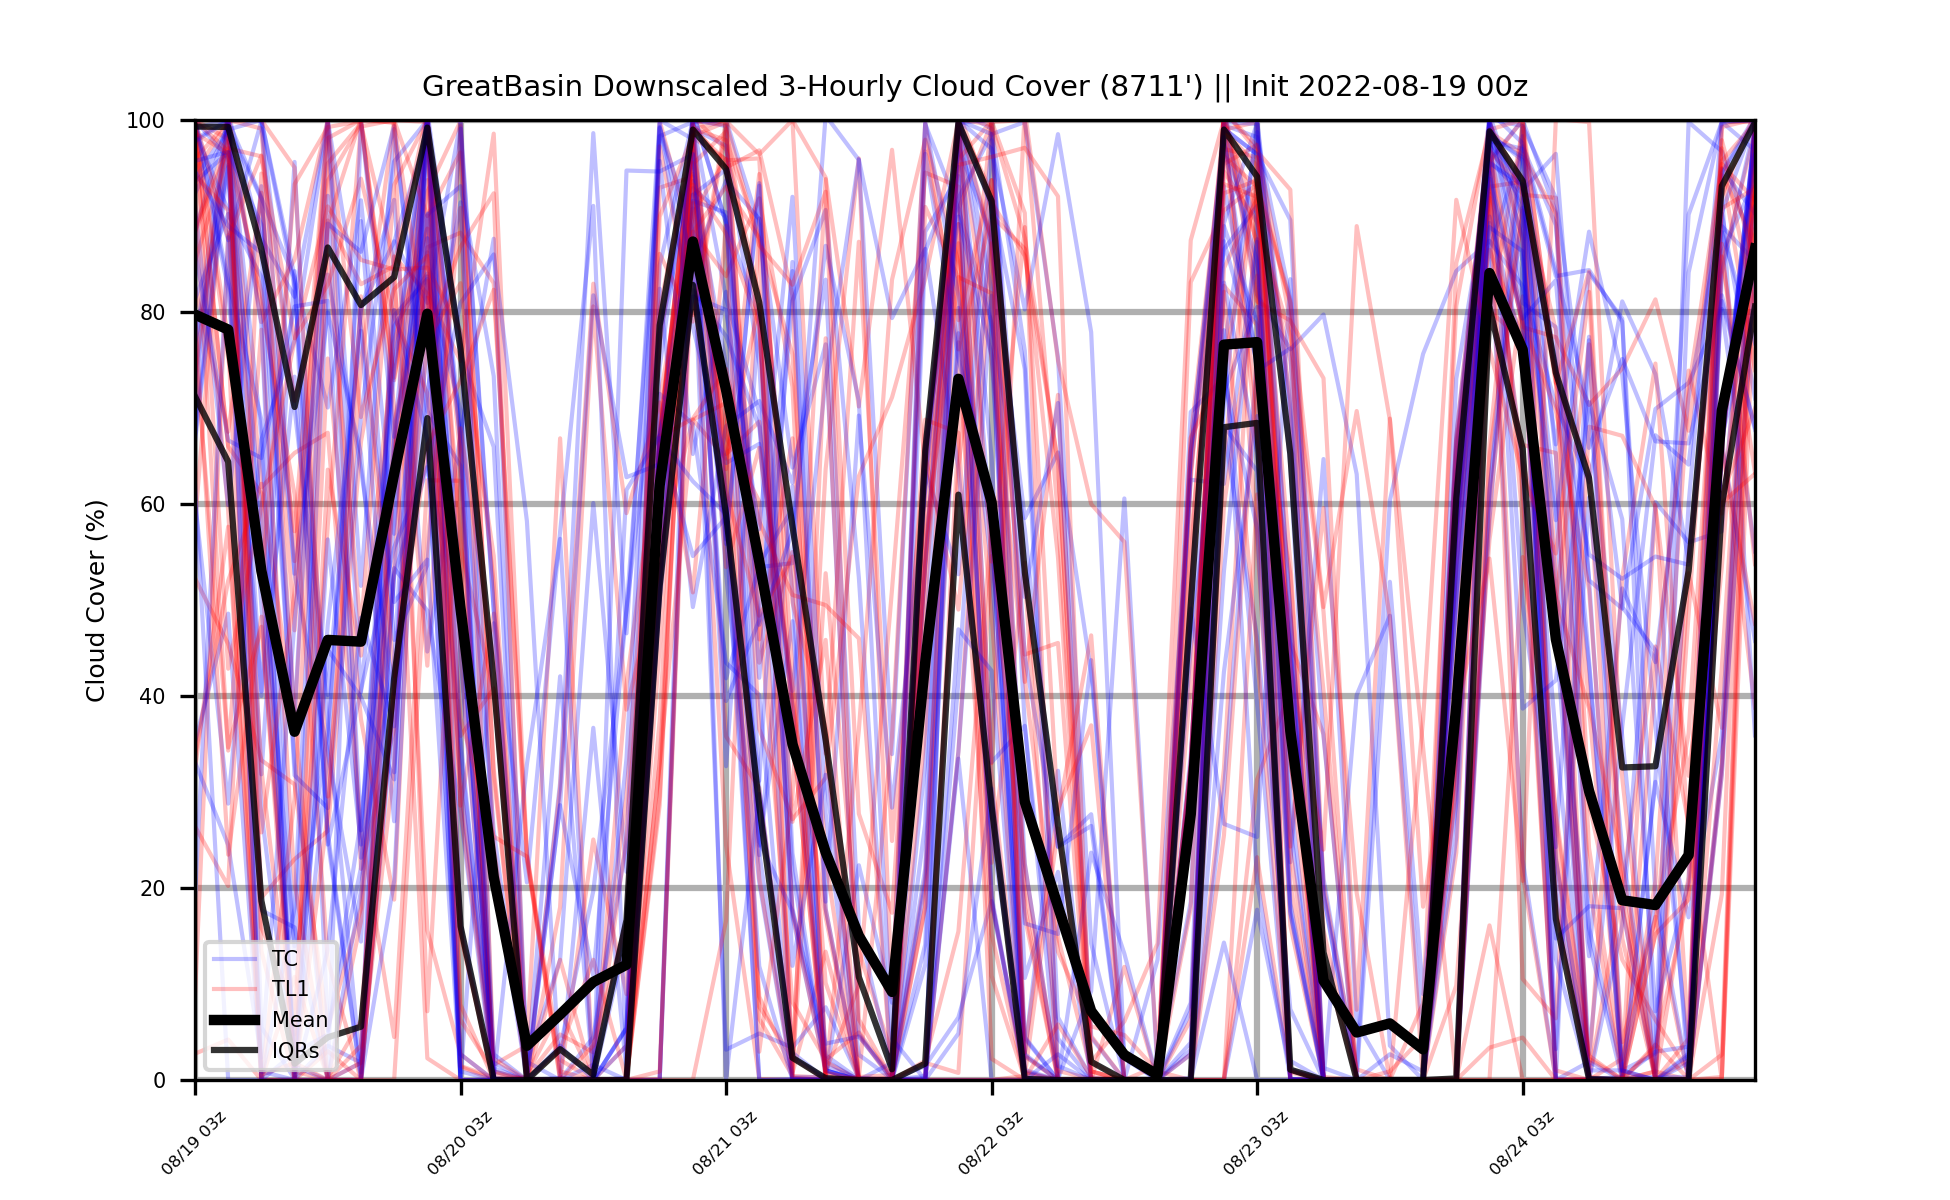 GreatBasin Downscaled 3-Hourly Cloud Cover (8711') || Init 2022-08-19 00z
Cloud Cover (%)
100
80
60
40
20
0
TC
TL1
Mean
IQRs
08/19 03z
08/20 03z
08/21 03z
08/22 03z
08/23 03z
08/24 03z